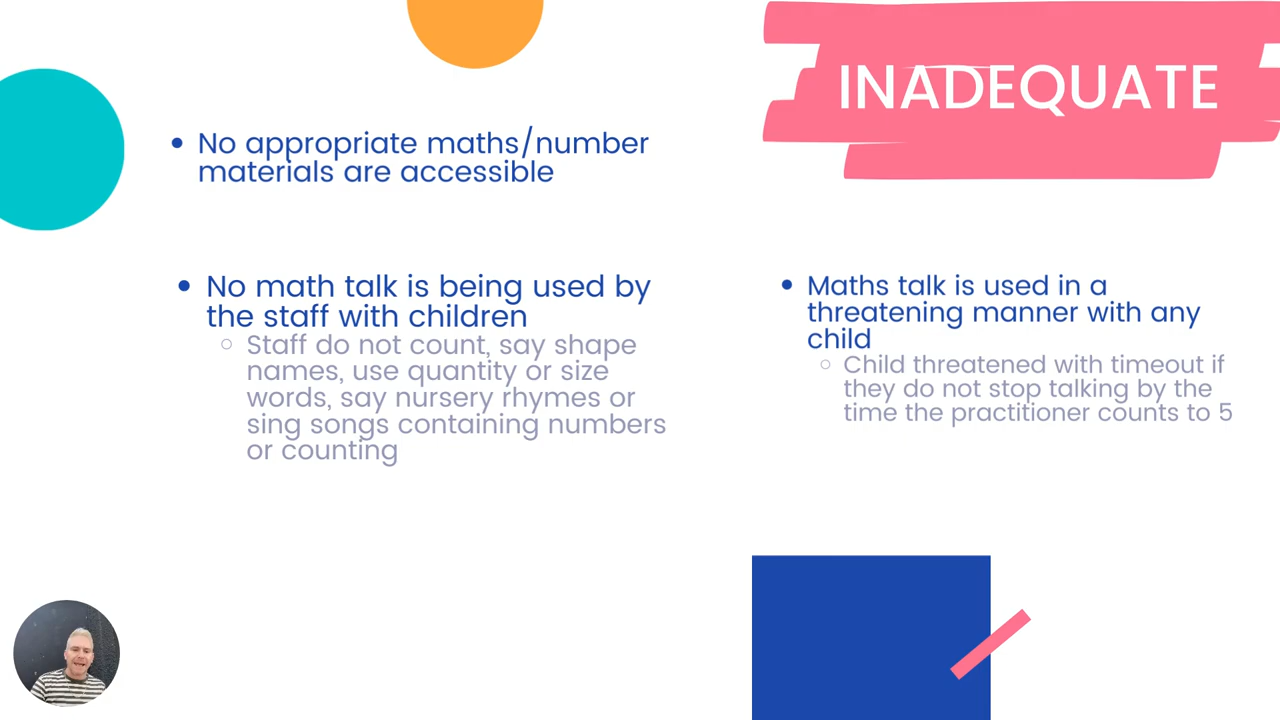 INADEQUATE
• No appropriate maths/number
materials are accessible
• No math talk is being used by
the staff with children
○ Staff do not count, say shape
names, use quantity or size
words, say nursery rhymes or
sing songs containing numbers
or counting
• Maths talk is used in a
threatening manner with any
child
○ Child threatened with timeout if
they do not stop talking by the
time the practitioner counts to 5